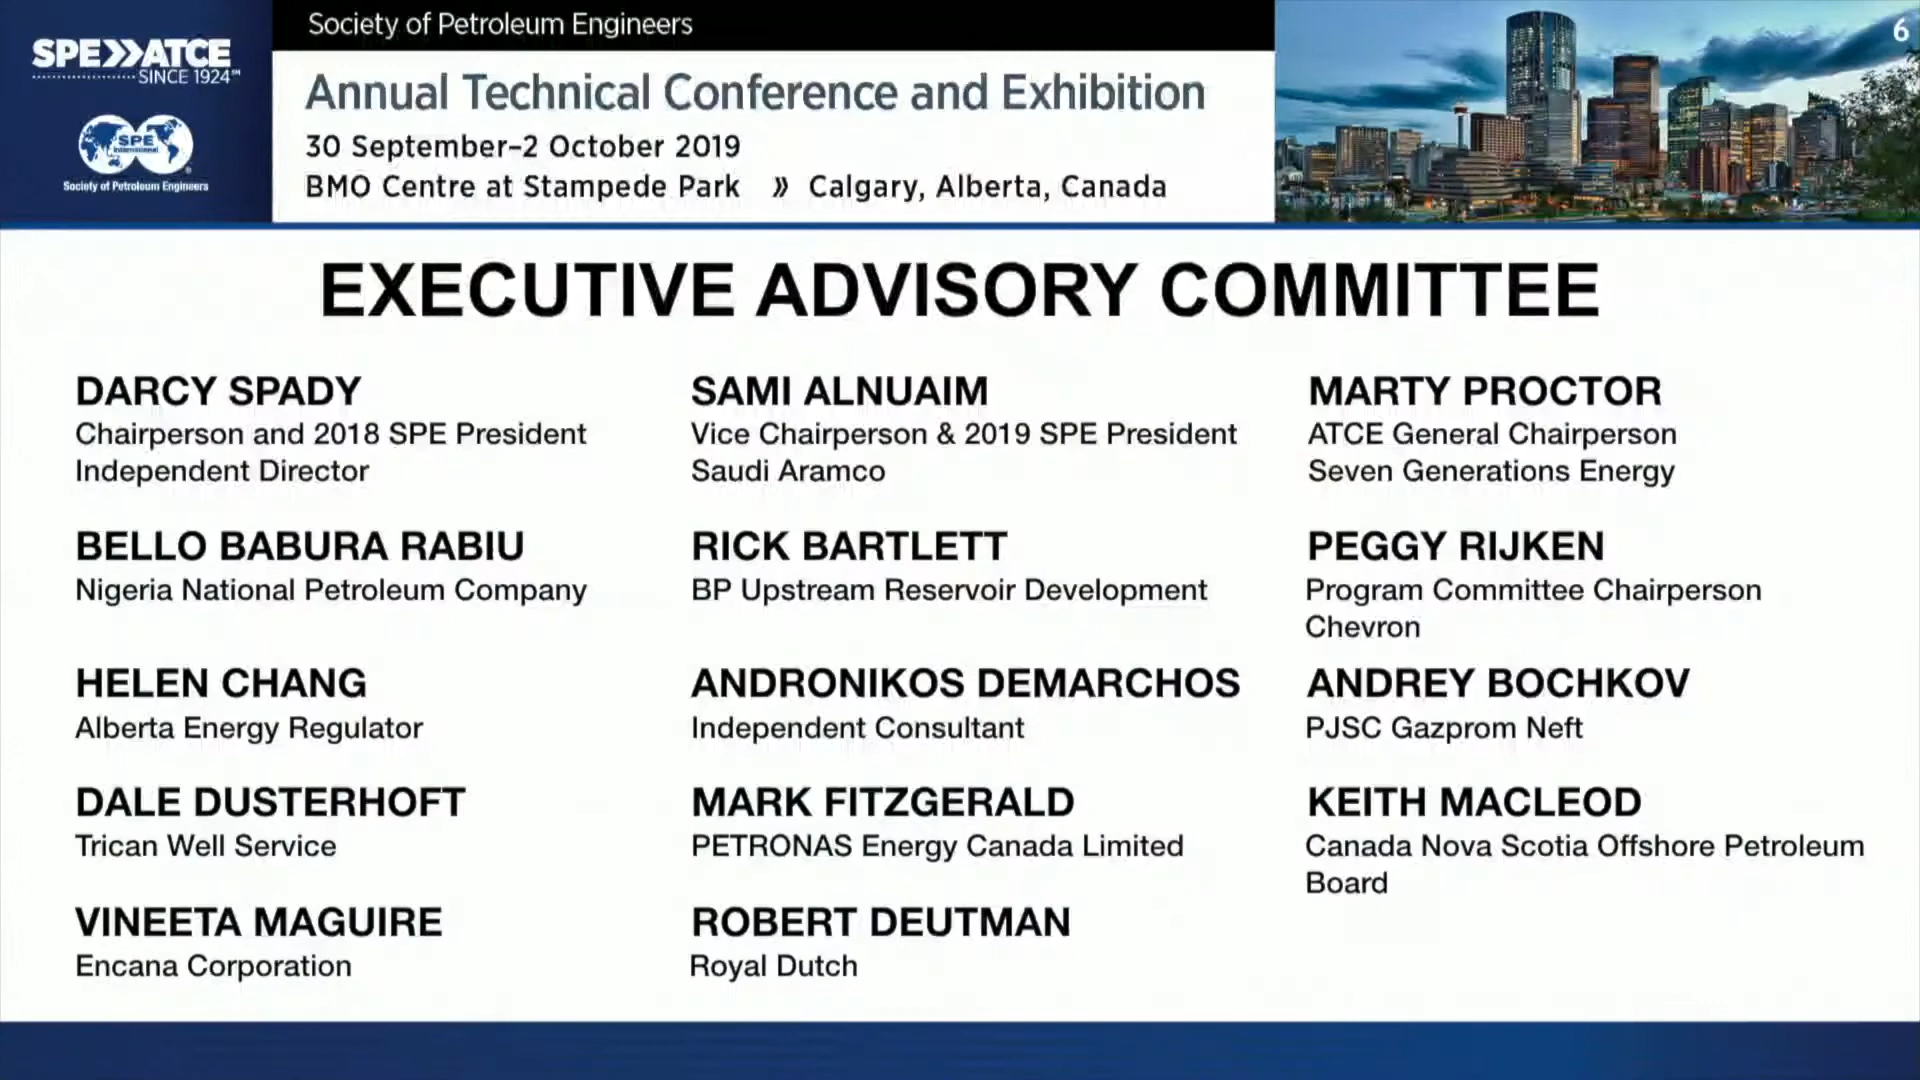 SPE»ATCE
SINCE 1924℠
SPE
International
®
Society of Petroleum Engineers
Society of Petroleum Engineers
Annual Technical Conference and Exhibition
30 September–2 October 2019
BMO Centre at Stampede Park » Calgary, Alberta, Canada
6
EXECUTIVE ADVISORY COMMITTEE
DARCY SPADY
Chairperson and 2018 SPE President
Independent Director
SAMI ALNUAIM
Vice Chairperson & 2019 SPE President
Saudi Aramco
MARTY PROCTOR
ATCE General Chairperson
Seven Generations Energy
BELLO BABURA RABIU
Nigeria National Petroleum Company
RICK BARTLETT
BP Upstream Reservoir Development
PEGGY RIJKEN
Program Committee Chairperson
Chevron
HELEN CHANG
Alberta Energy Regulator
ANDRONIKOS DEMARCHOS
Independent Consultant
ANDREY BOCHKOV
PJSC Gazprom Neft
DALE DUSTERHOFT
Trican Well Service
MARK FITZGERALD
PETRONAS Energy Canada Limited
KEITH MACLEOD
Canada Nova Scotia Offshore Petroleum
Board
VINEETA MAGUIRE
Encana Corporation
ROBERT DEUTMAN
Royal Dutch